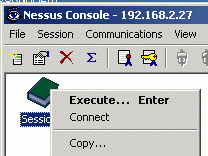 Nessus Console - 192.168.2.27
File Session Communications View
Execute... Enter
Sessio
Connect
Copy...